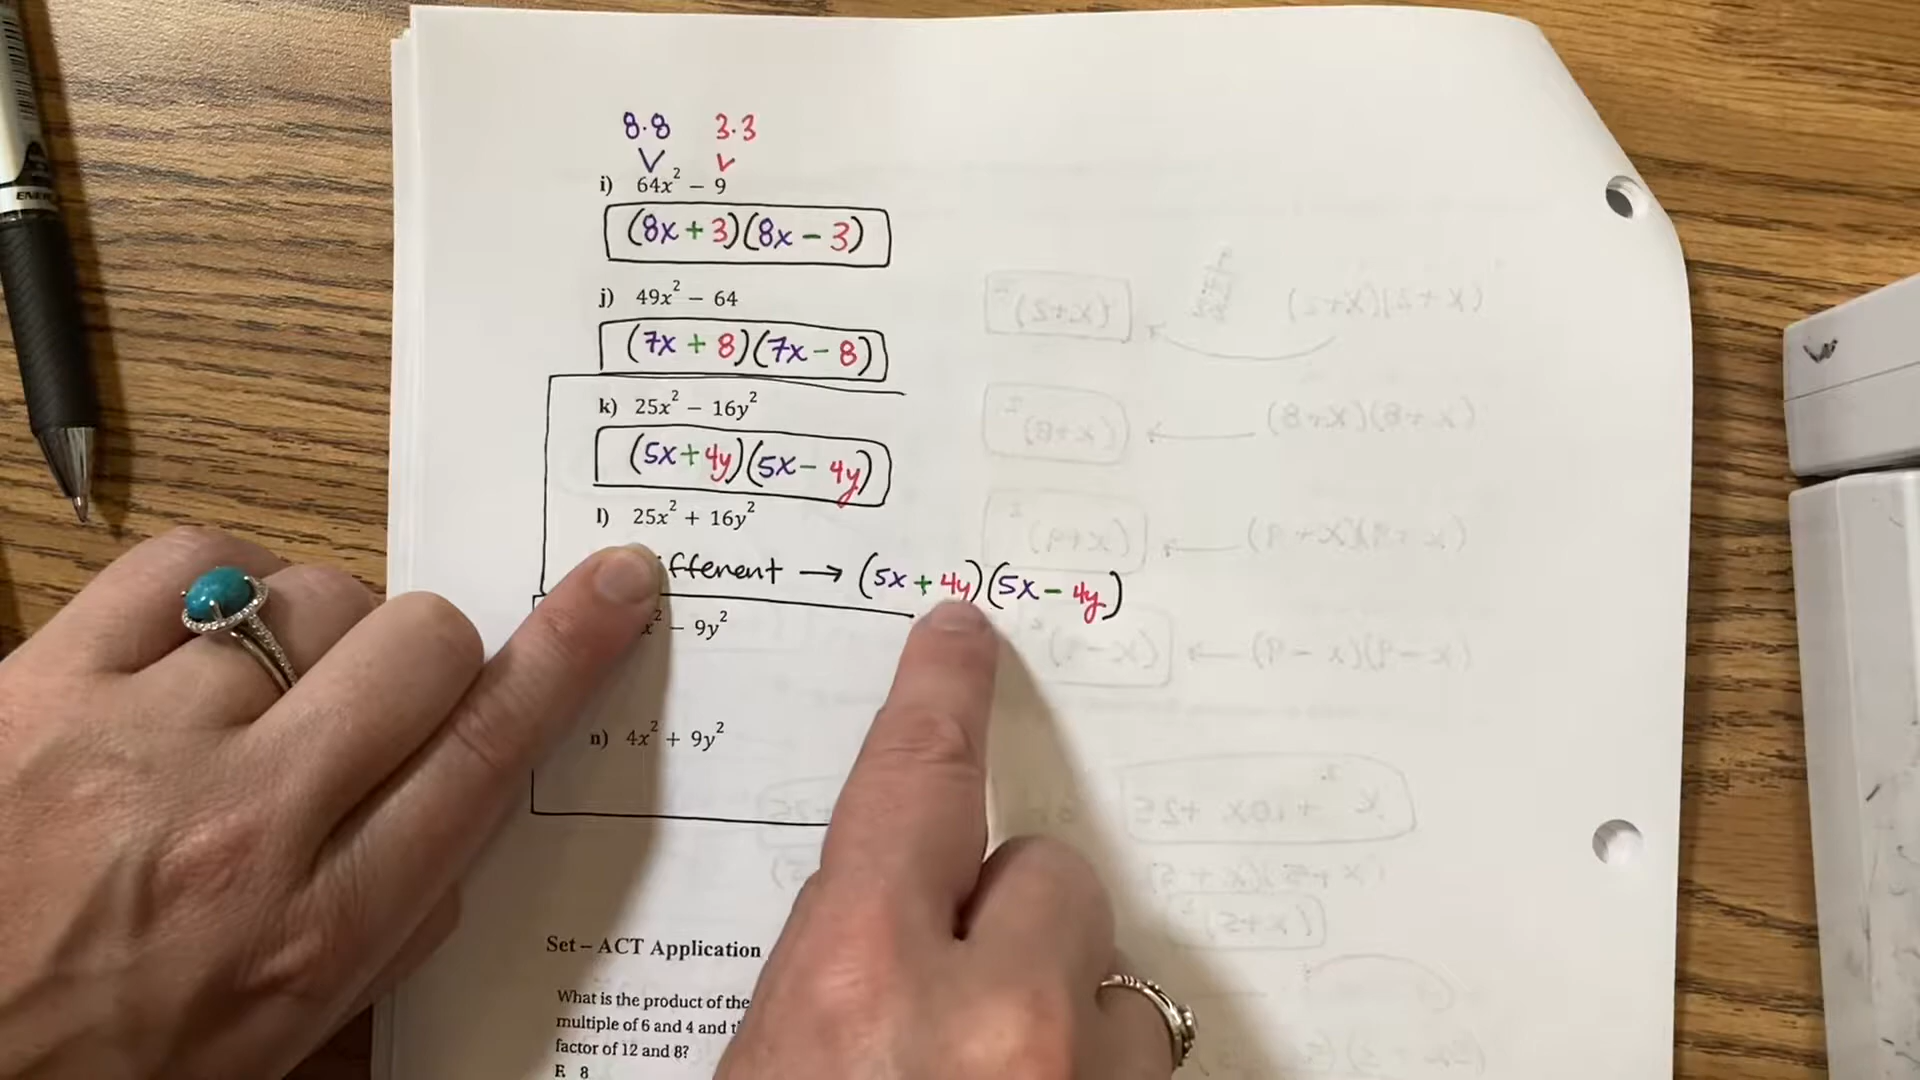 8·8 3·3
i) 64x² − 9
(8x + 3)(8x − 3)
j) 49x² − 64
(7x + 8)(7x − 8)
k) 25x² − 16y²
(5x + 4y)(5x − 4y)
l) 25x² + 16y²
fferent → (5x + 4y)(5x − 4y)
x² − 9y²
n) 4x² + 9y²
Set – ACT Application
What is the product of the
multiple of 6 and 4 and t
factor of 12 and 8?
F. 8